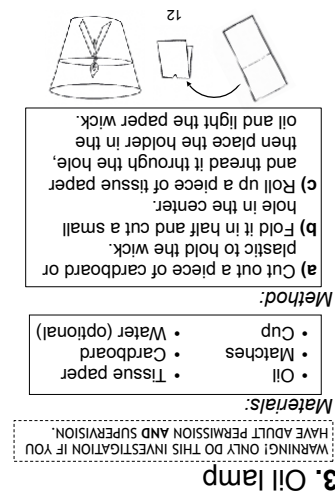 3. Oil lamp
WARNING! ONLY DO THIS INVESTIGATION IF YOU
HAVE ADULT PERMISSION AND SUPERVISION.
Materials:
• Oil
• Matches
• Cup
• Tissue paper
• Cardboard
• Water (optional)
Method:
a) Cut out a piece of cardboard or
plastic to hold the wick.
b) Fold it in half and cut a small
hole in the center.
c) Roll up a piece of tissue paper
and thread it through the hole,
then place the holder in the
oil and light the paper wick.
12